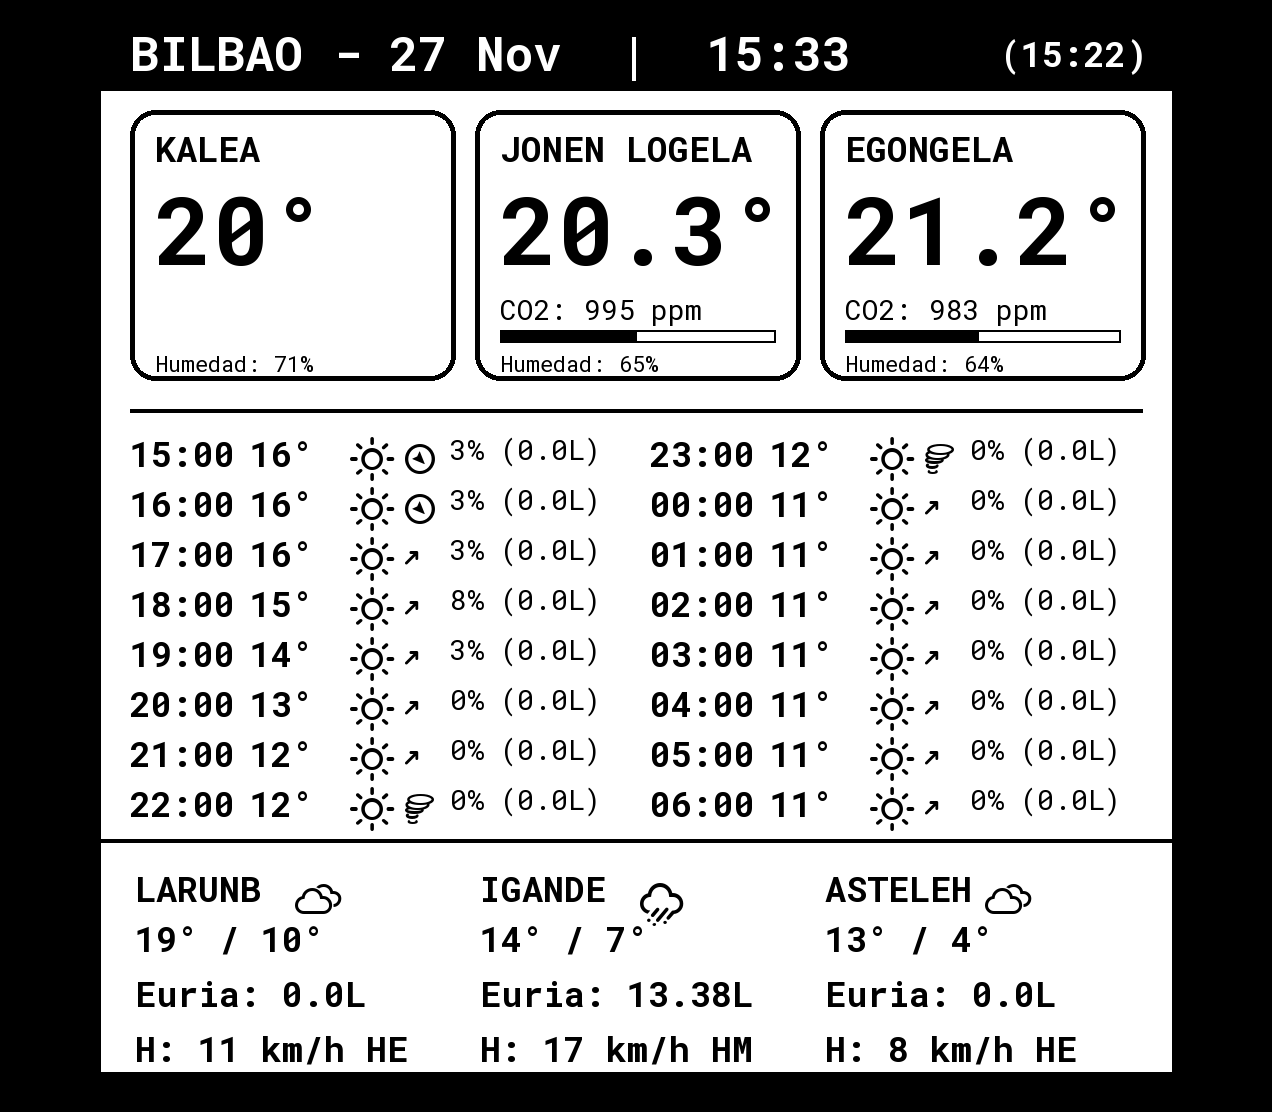 BILBAO - 27 Nov | 15:33 (15:22)
KALEA
20°
Humedad: 71%
JONEN LOGELA
20.3°
CO2: 995 ppm
Humedad: 65%
EGONGELA
21.2°
CO2: 983 ppm
Humedad: 64%
15:00 16° 3% (0.0L)
16:00 16° 3% (0.0L)
17:00 16° 3% (0.0L)
18:00 15° 8% (0.0L)
19:00 14° 3% (0.0L)
20:00 13° 0% (0.0L)
21:00 12° 0% (0.0L)
22:00 12° 0% (0.0L)
23:00 12° 0% (0.0L)
00:00 11° 0% (0.0L)
01:00 11° 0% (0.0L)
02:00 11° 0% (0.0L)
03:00 11° 0% (0.0L)
04:00 11° 0% (0.0L)
05:00 11° 0% (0.0L)
06:00 11° 0% (0.0L)
LARUNB
19° / 10°
Euria: 0.0L
H: 11 km/h HE
IGANDE
14° / 7°
Euria: 13.38L
H: 17 km/h HM
ASTELEH
13° / 4°
Euria: 0.0L
H: 8 km/h HE